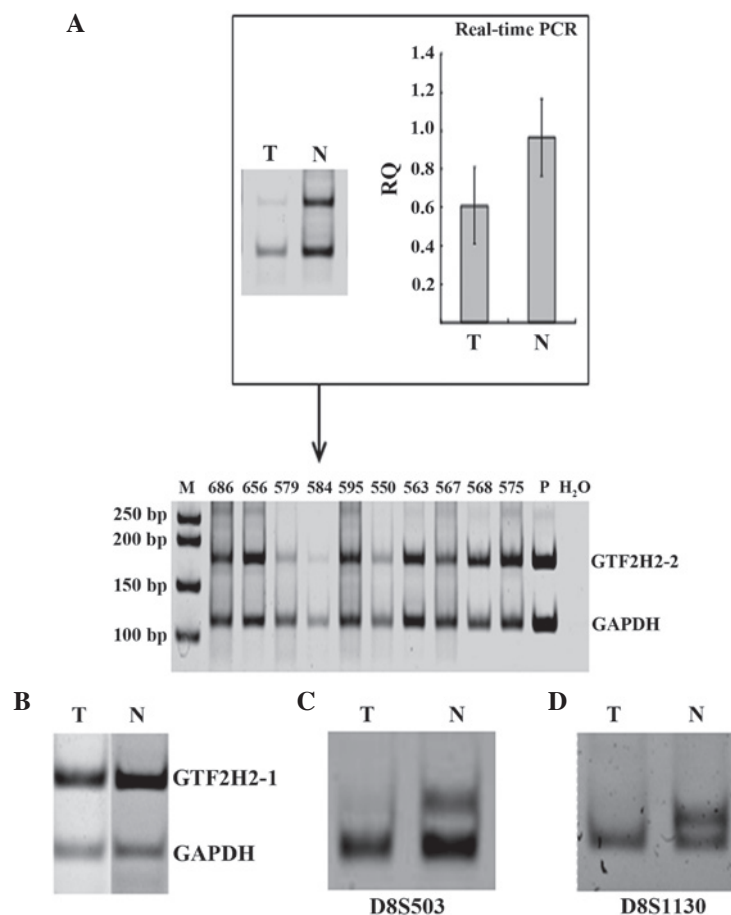 A
Real-time PCR
T N
RQ
1.4
1.2
1.0
0.8
0.6
0.4
0.2
T N
M 686 656 579 584 595 550 563 567 568 575 P H₂O
250 bp
200 bp
150 bp
100 bp
GTF2H2-2
GAPDH
B
T N
GTF2H2-1
GAPDH
C
T N
D8S503
D
T N
D8S1130